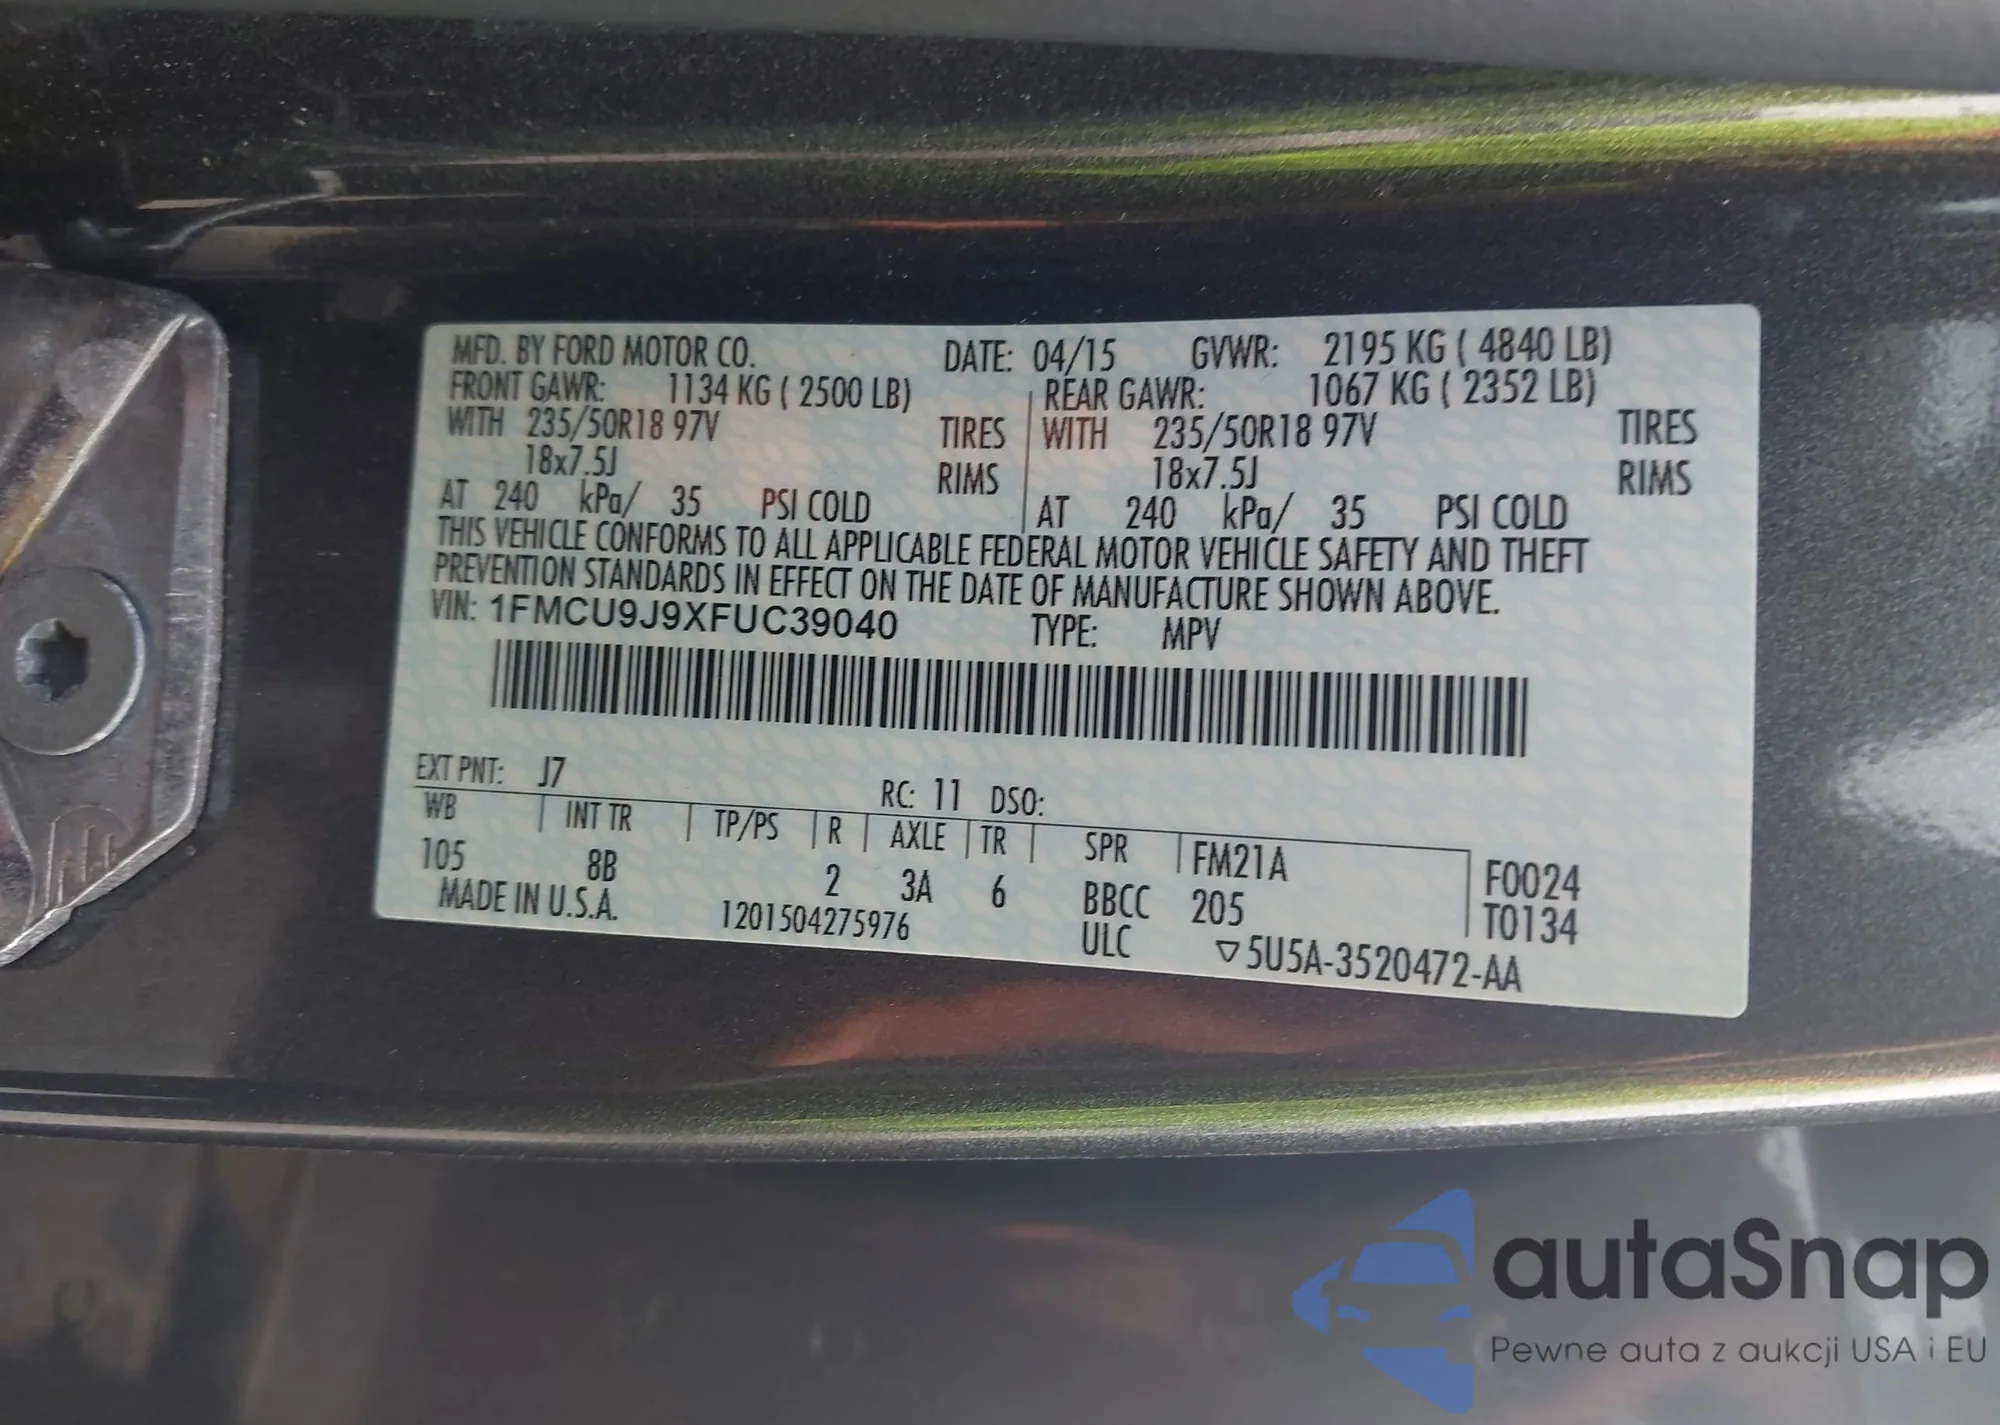 MFD. BY FORD MOTOR CO. DATE: 04/15 GVWR: 2195 KG ( 4840 LB)
FRONT GAWR: 1134 KG ( 2500 LB) REAR GAWR: 1067 KG ( 2352 LB)
WITH 235/50R18 97V TIRES WITH 235/50R18 97V TIRES
18x7.5J RIMS 18x7.5J RIMS
AT 240 kPa/ 35 PSI COLD AT 240 kPa/ 35 PSI COLD
THIS VEHICLE CONFORMS TO ALL APPLICABLE FEDERAL MOTOR VEHICLE SAFETY AND THEFT
PREVENTION STANDARDS IN EFFECT ON THE DATE OF MANUFACTURE SHOWN ABOVE.
VIN: 1FMCU9J9XFUC39040 TYPE: MPV
EXT PNT: J7 RC: 11 DSO:
WB INT TR TP/PS R AXLE TR SPR FM21A F0024
105 8B 2 3A 6 BBCC 205 T0134
MADE IN U.S.A. 1201504275976 ULC ▽5U5A-3520472-AA
autaSnap
Pewne auta z aukcji USA i EU